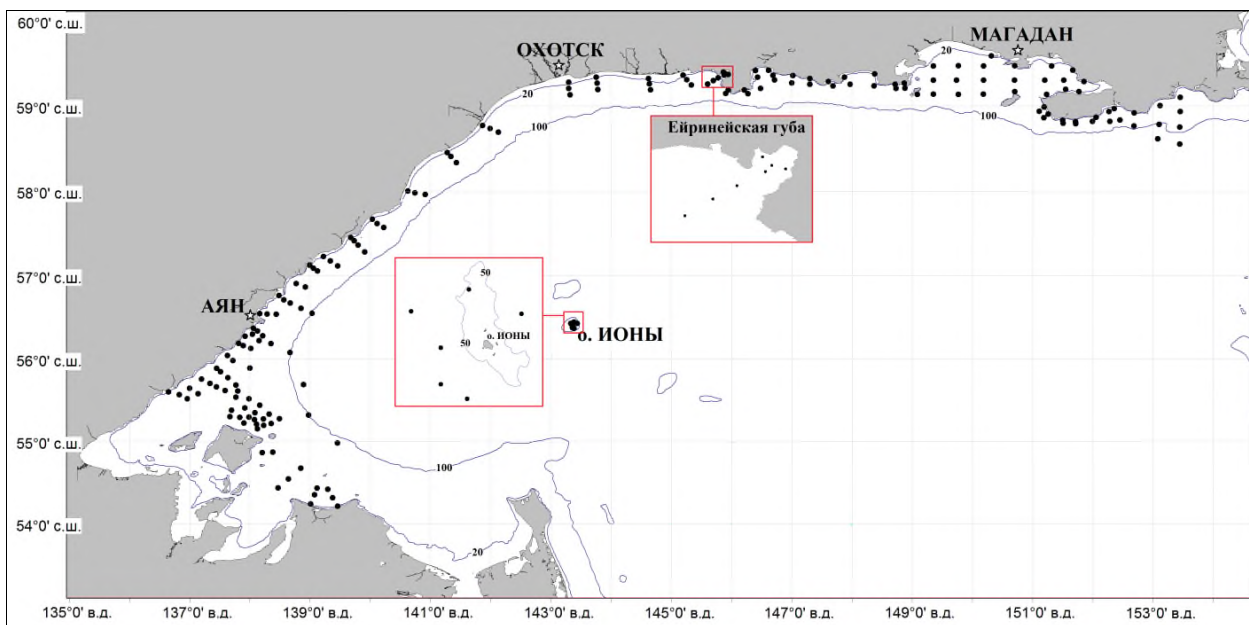 60°0' с.ш.
МАГАДАН
ОХОТСК
20
20
59°0' с.ш.
100
100
Ейринейская губа
58°0' с.ш.
57°0' с.ш.
50
АЯН
о. ИОНЫ
о. ИОНЫ
50
56°0' с.ш.
55°0' с.ш.
100
54°0' с.ш.
20
135°0' в.д.
137°0' в.д.
139°0' в.д.
141°0' в.д.
143°0' в.д.
145°0' в.д.
147°0' в.д.
149°0' в.д.
151°0' в.д.
153°0' в.д.